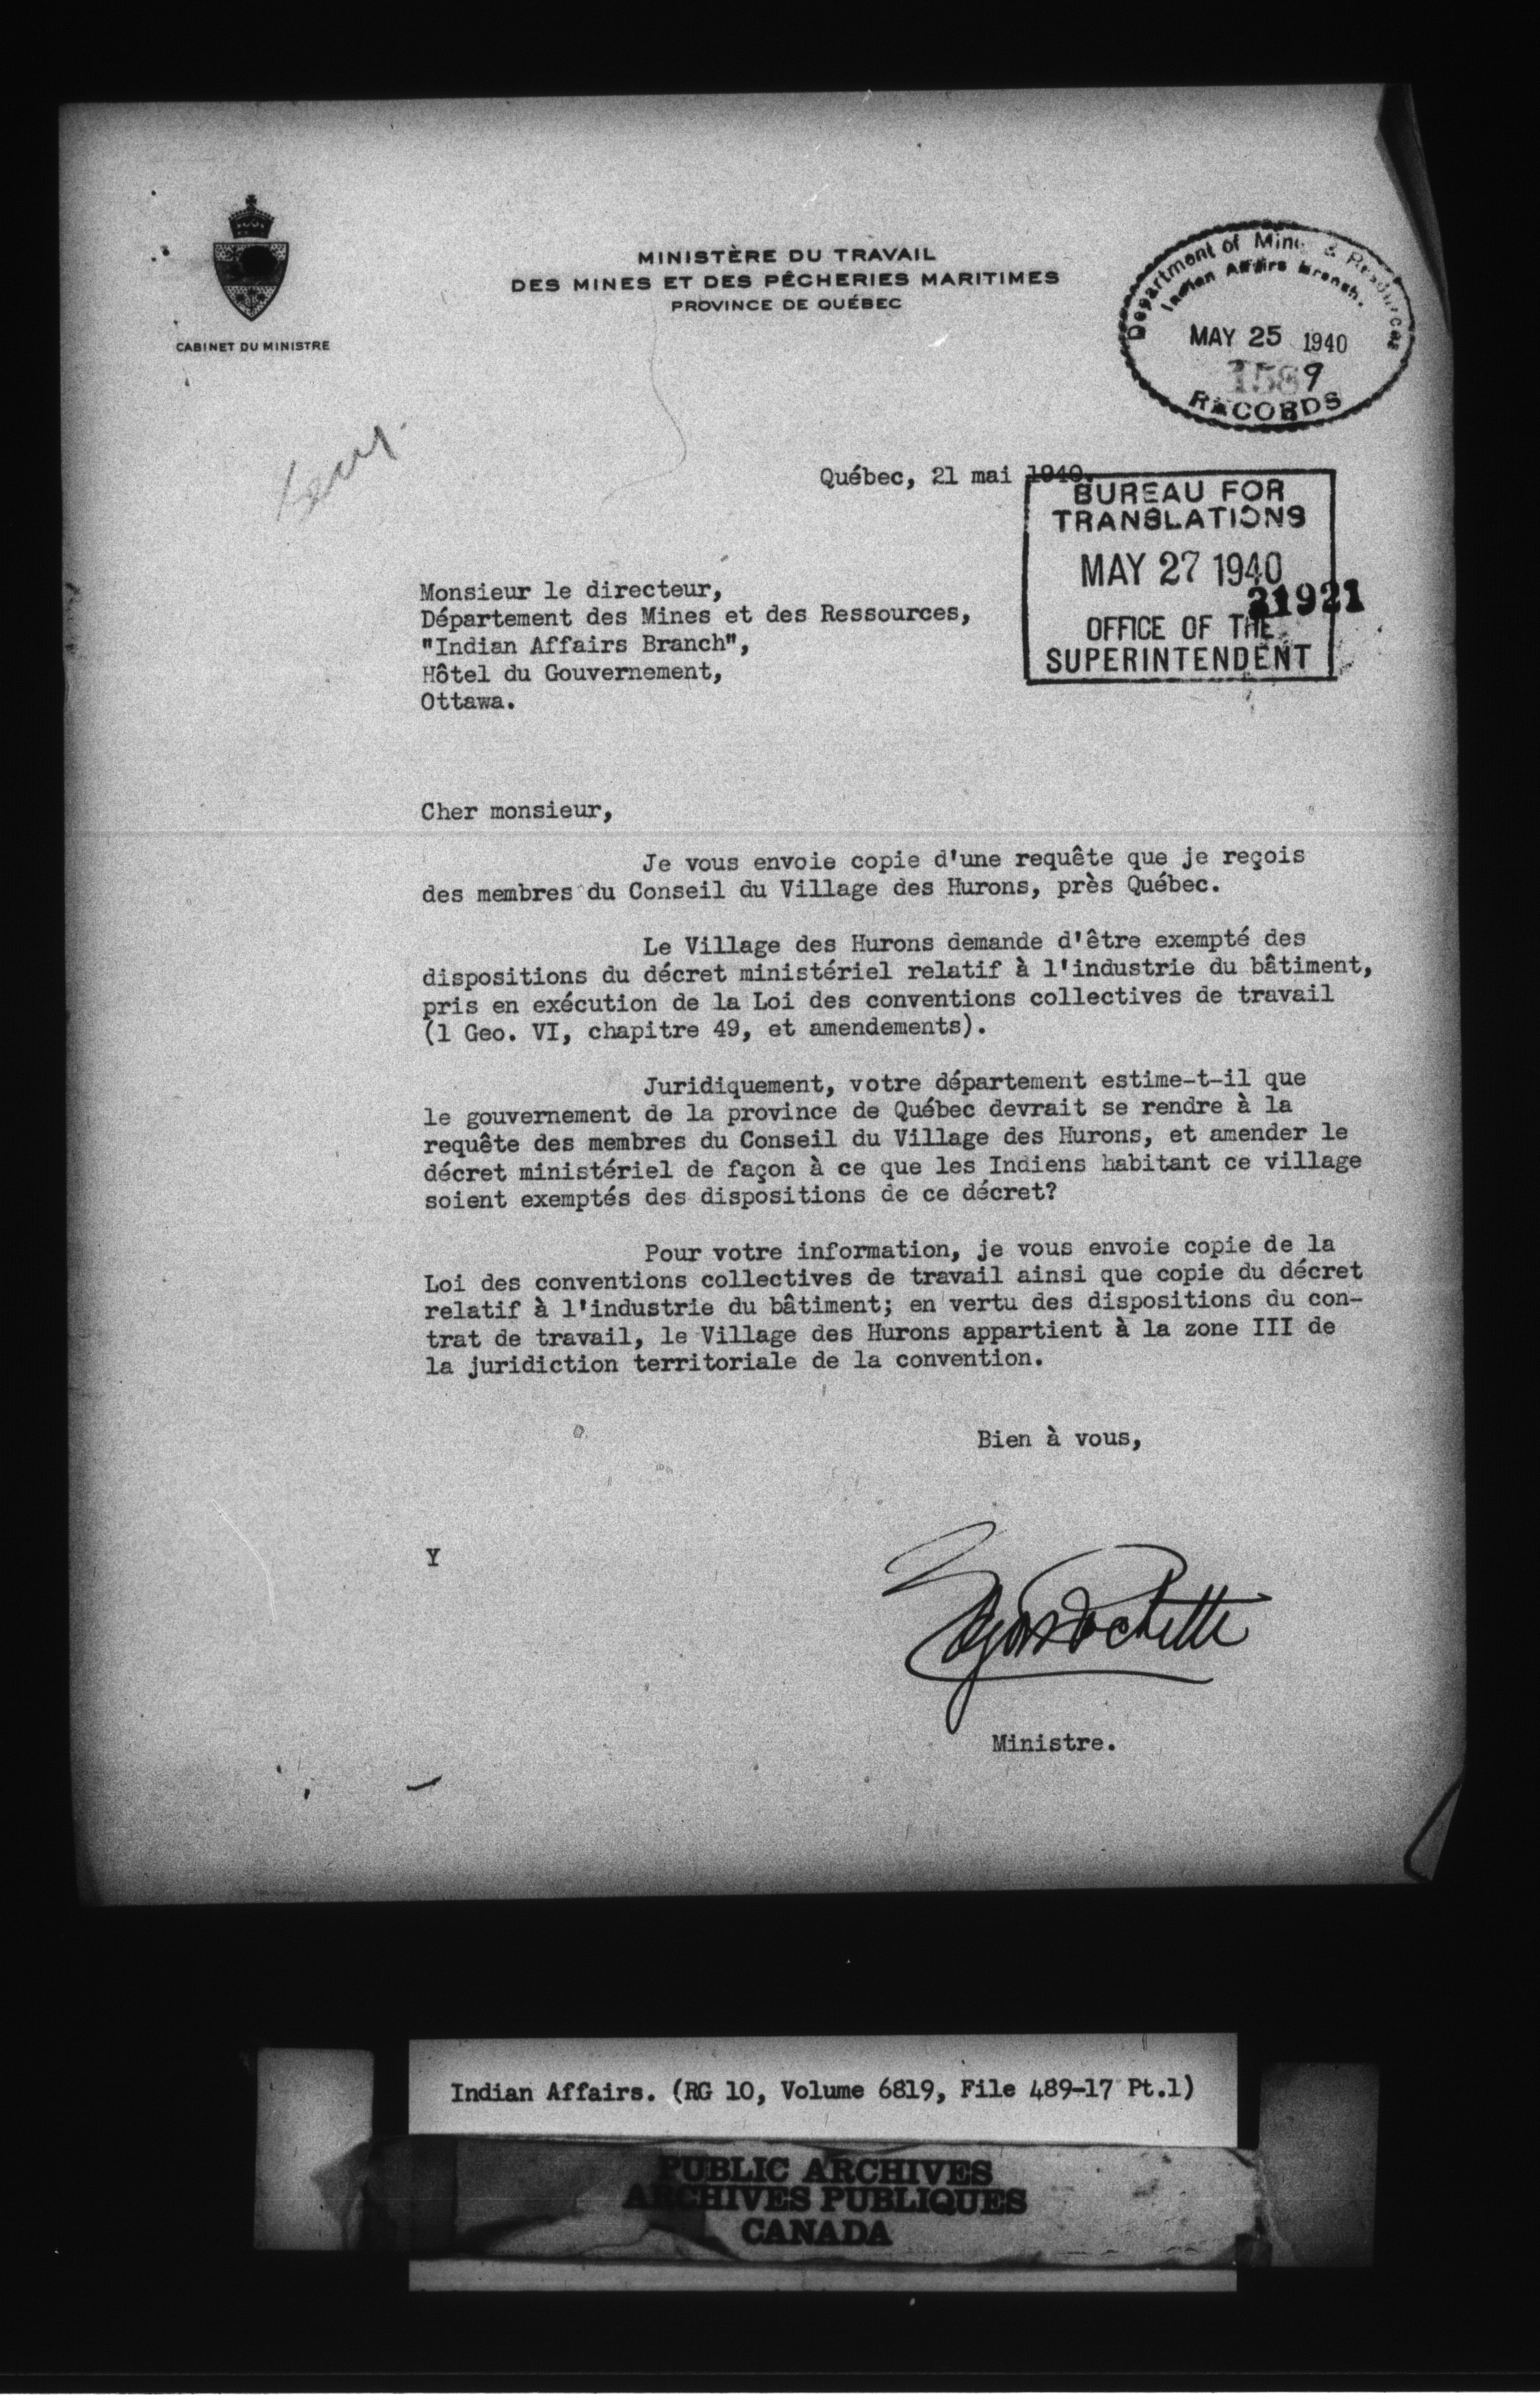 MINISTÈRE DU TRAVAIL
DES MINES ET DES PÊCHERIES MARITIMES
PROVINCE DE QUÉBEC
CABINET DU MINISTRE
Department of Mines & Resources
Indian Affairs Branch.
MAY 25 1940
1589
RECORDS
Québec, 21 mai 1940.
BUREAU FOR
TRANSLATIONS
MAY 27 1940
21921
OFFICE OF THE
SUPERINTENDENT
Monsieur le directeur,
Département des Mines et des Ressources,
"Indian Affairs Branch",
Hôtel du Gouvernement,
Ottawa.
Cher monsieur,
Je vous envoie copie d'une requête que je reçois
des membres du Conseil du Village des Hurons, près Québec.
Le Village des Hurons demande d'être exempté des
dispositions du décret ministériel relatif à l'industrie du bâtiment,
pris en exécution de la Loi des conventions collectives de travail
(1 Geo. VI, chapitre 49, et amendements).
Juridiquement, votre département estime-t-il que
le gouvernement de la province de Québec devrait se rendre à la
requête des membres du Conseil du Village des Hurons, et amender le
décret ministériel de façon à ce que les Indiens habitant ce village
soient exemptés des dispositions de ce décret?
Pour votre information, je vous envoie copie de la
Loi des conventions collectives de travail ainsi que copie du décret
relatif à l'industrie du bâtiment; en vertu des dispositions du con-
trat de travail, le Village des Hurons appartient à la zone III de
la juridiction territoriale de la convention.
Bien à vous,
Y
Ministre.
Indian Affairs. (RG 10, Volume 6819, File 489-17 Pt.1)
PUBLIC ARCHIVES
ARCHIVES PUBLIQUES
CANADA